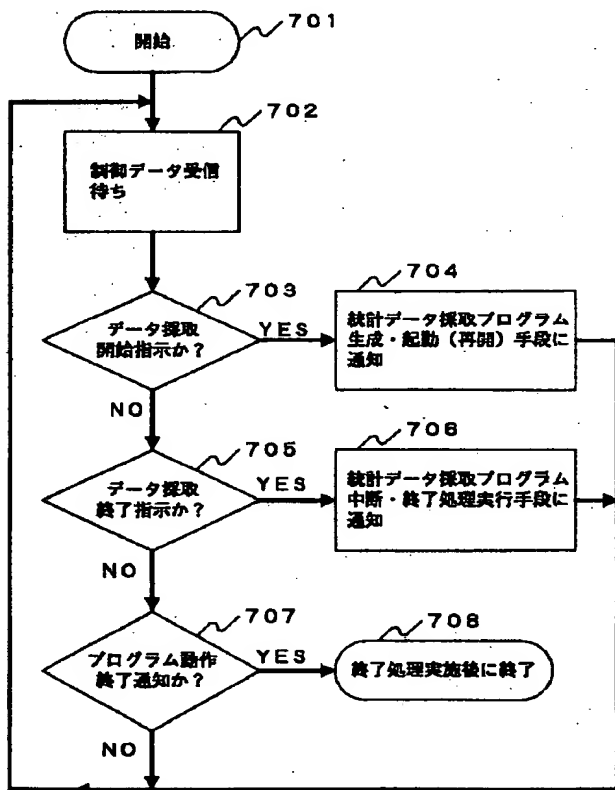 701
開始
702
制御データ受信
待ち
703
データ採取
開始指示か?
YES
704
統計データ採取プログラム
生成・起動(再開)手段に
通知
NO
705
データ採取
終了指示か?
YES
706
統計データ採取プログラム
中断・終了処理実行手段に
通知
NO
707
プログラム動作
終了通知か?
YES
708
終了処理実施後に終了
NO